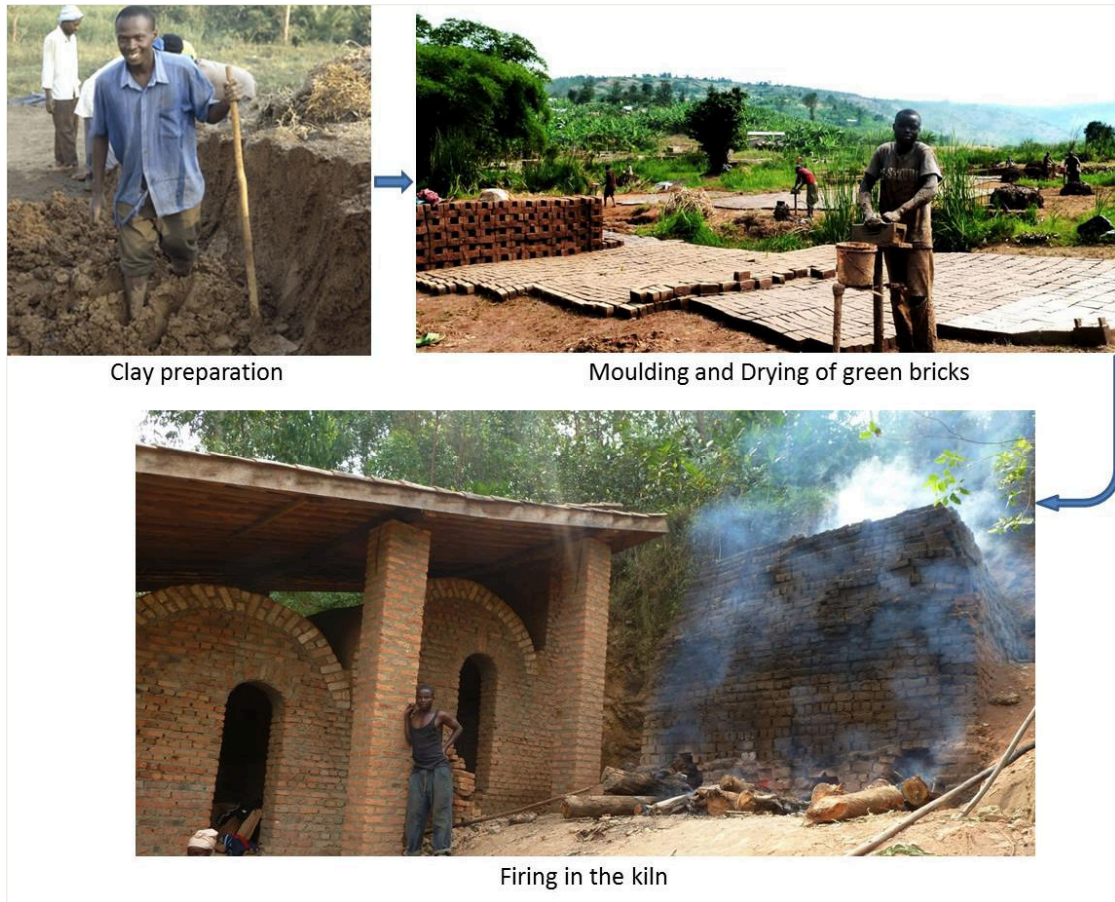 Clay preparation
Moulding and Drying of green bricks
Firing in the kiln